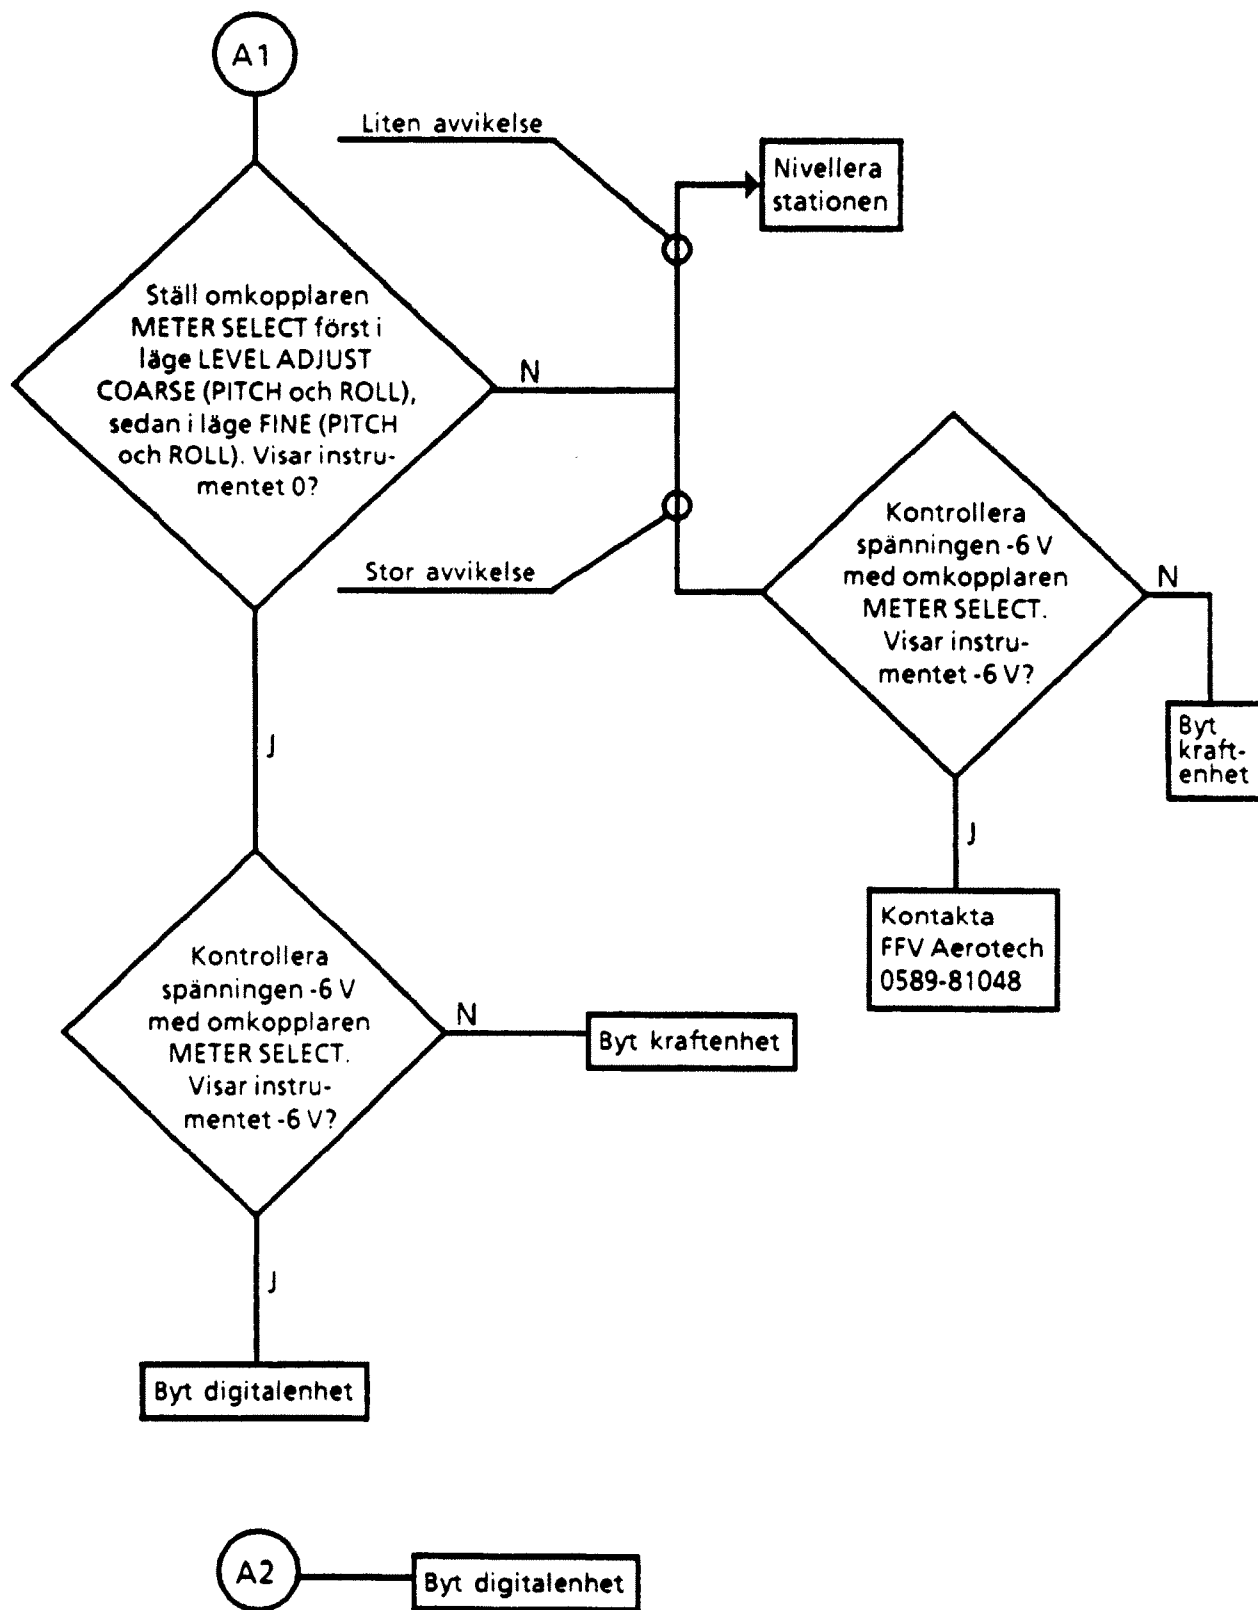 A1
Liten avvikelse
Nivellera
stationen
Ställ omkopplaren
METER SELECT först i
läge LEVEL ADJUST
COARSE (PITCH och ROLL),
sedan i läge FINE (PITCH
och ROLL). Visar instru-
mentet 0?
N
Stor avvikelse
Kontrollera
spänningen -6 V
med omkopplaren
METER SELECT.
Visar instru-
mentet -6 V?
N
Byt
kraft-
enhet
J
J
Kontakta
FFV Aerotech
0589-81048
Kontrollera
spänningen -6 V
med omkopplaren
METER SELECT.
Visar instru-
mentet -6 V?
N
Byt kraftenhet
J
Byt digitalenhet
A2
Byt digitalenhet